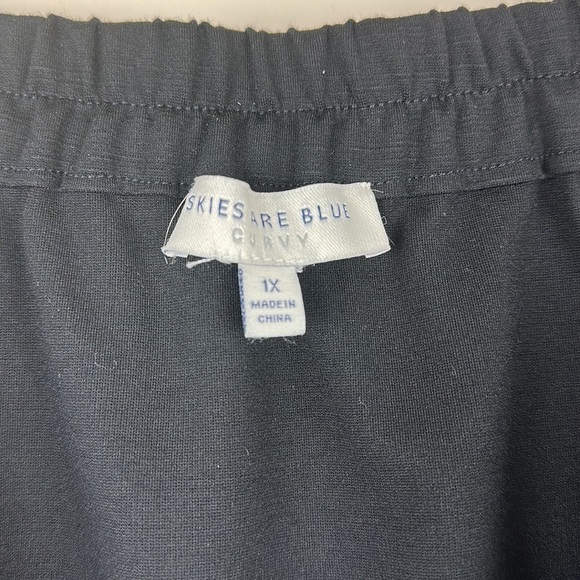 SKIES ARE BLUE
CURVY
1X
MADE IN
CHINA